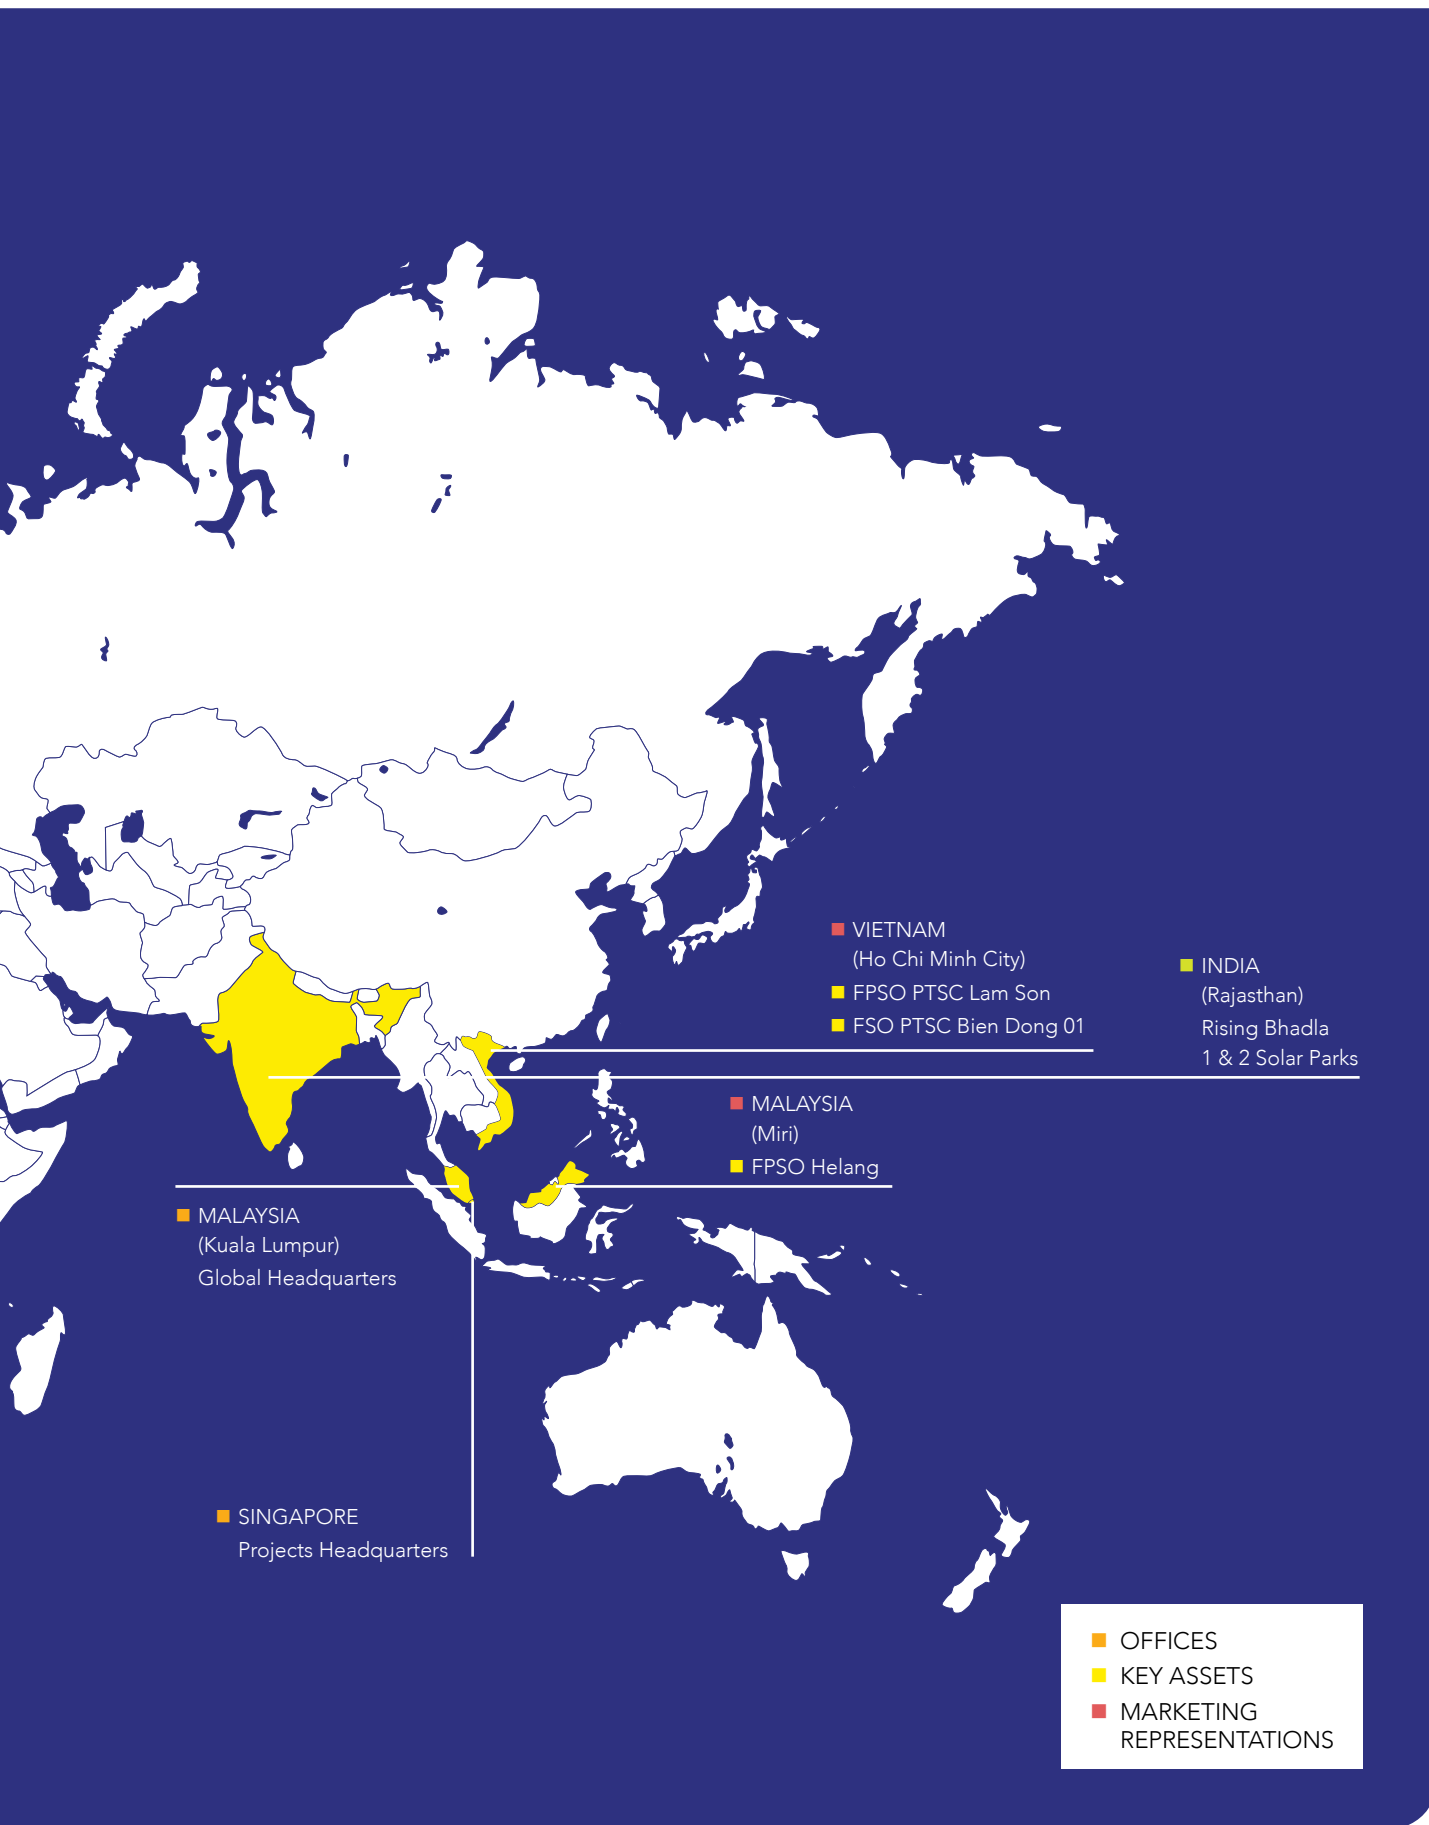 VIETNAM
(Ho Chi Minh City)
FPSO PTSC Lam Son
FSO PTSC Bien Dong 01
INDIA
(Rajasthan)
Rising Bhadla
1 & 2 Solar Parks
MALAYSIA
(Miri)
FPSO Helang
MALAYSIA
(Kuala Lumpur)
Global Headquarters
SINGAPORE
Projects Headquarters
OFFICES
KEY ASSETS
MARKETING
REPRESENTATIONS